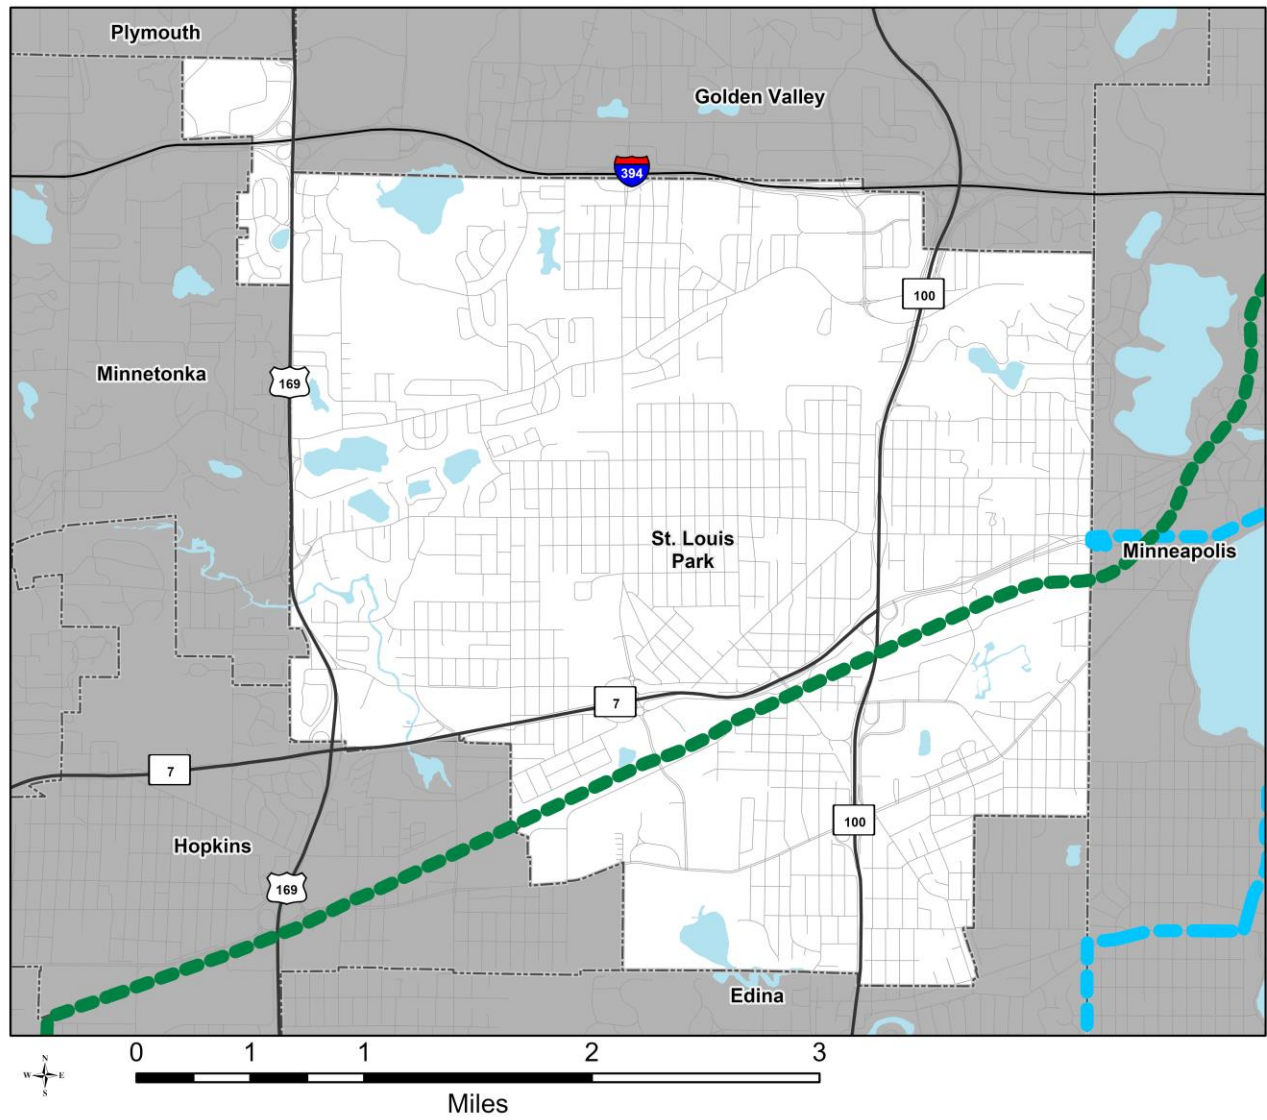 Plymouth
Golden Valley
394
100
Minnetonka
169
St. Louis
Park
Minneapolis
7
7
100
Hopkins
169
Edina
N
W E
S
0 1 1 2 3
Miles